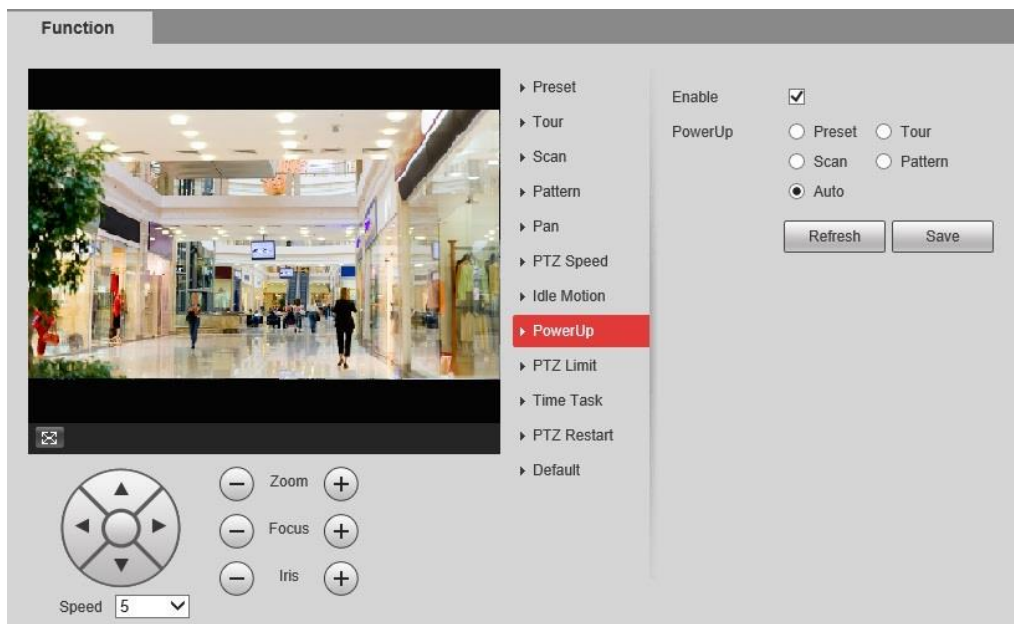 Function
Preset
Tour
Scan
Pattern
Pan
PTZ Speed
Idle Motion
PowerUp
PTZ Limit
Time Task
PTZ Restart
Default
Enable
PowerUp Preset Tour
Scan Pattern
Auto
Refresh Save
Zoom
Focus
Iris
Speed 5